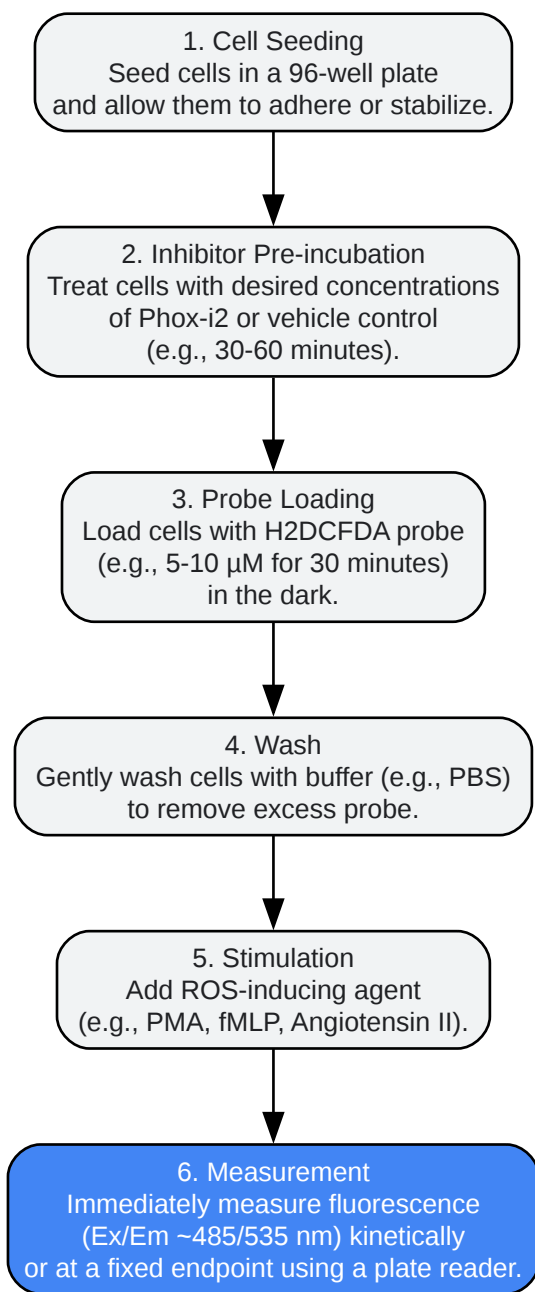 1. Cell Seeding
Seed cells in a 96-well plate
and allow them to adhere or stabilize.
2. Inhibitor Pre-incubation
Treat cells with desired concentrations
of Phox-i2 or vehicle control
(e.g., 30-60 minutes).
3. Probe Loading
Load cells with H2DCFDA probe
(e.g., 5-10 µM for 30 minutes)
in the dark.
4. Wash
Gently wash cells with buffer (e.g., PBS)
to remove excess probe.
5. Stimulation
Add ROS-inducing agent
(e.g., PMA, fMLP, Angiotensin II).
6. Measurement
Immediately measure fluorescence
(Ex/Em ~485/535 nm) kinetically
or at a fixed endpoint using a plate reader.